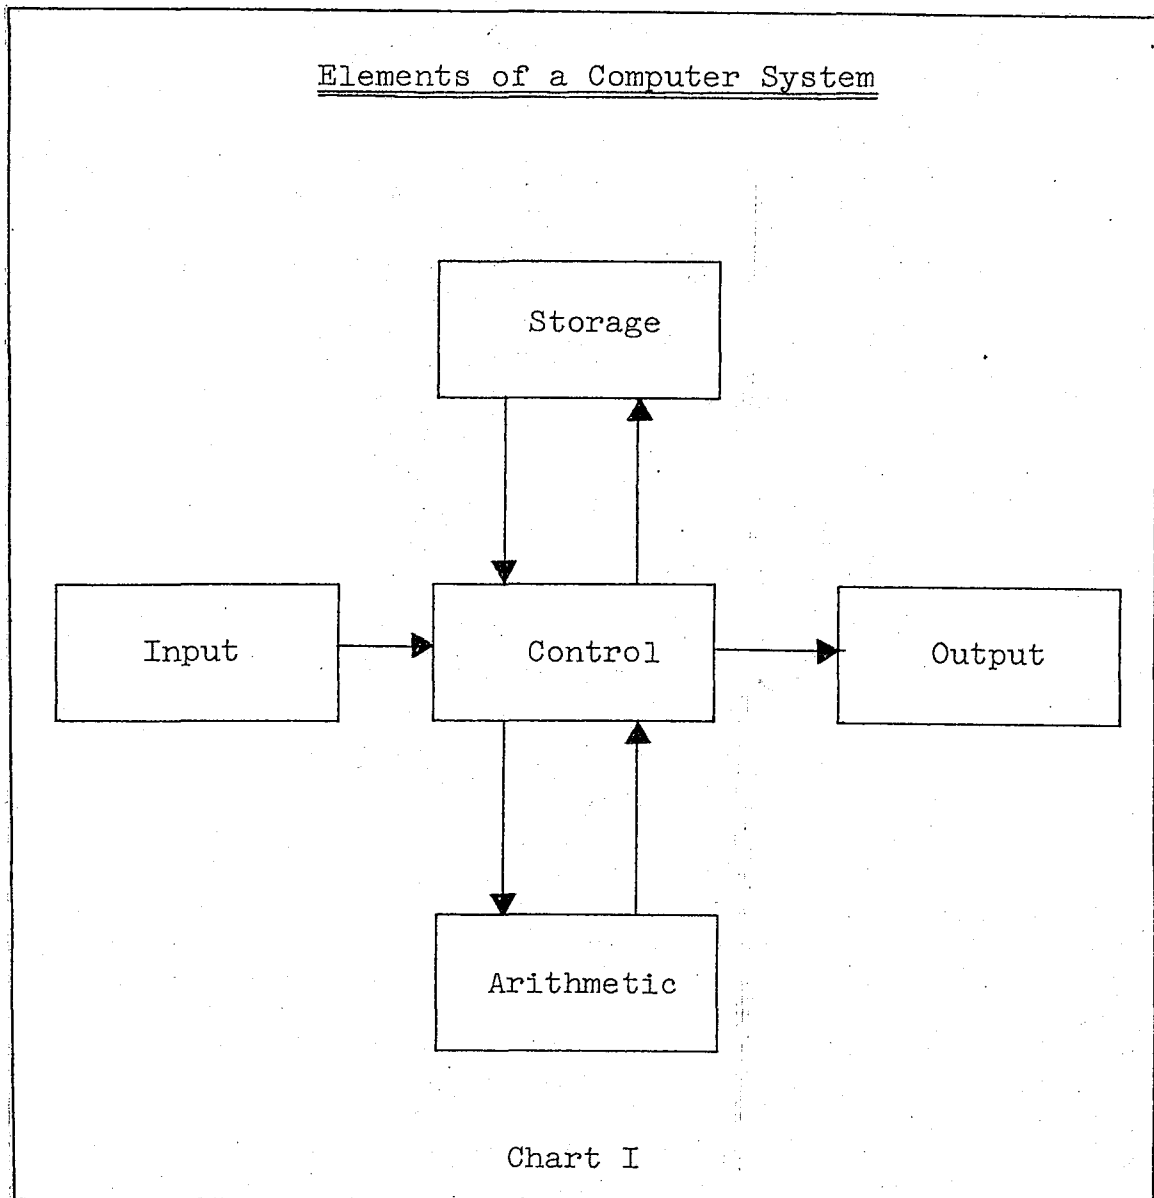 Elements of a Computer System
Storage
Input
Control
Output
Arithmetic
Chart I